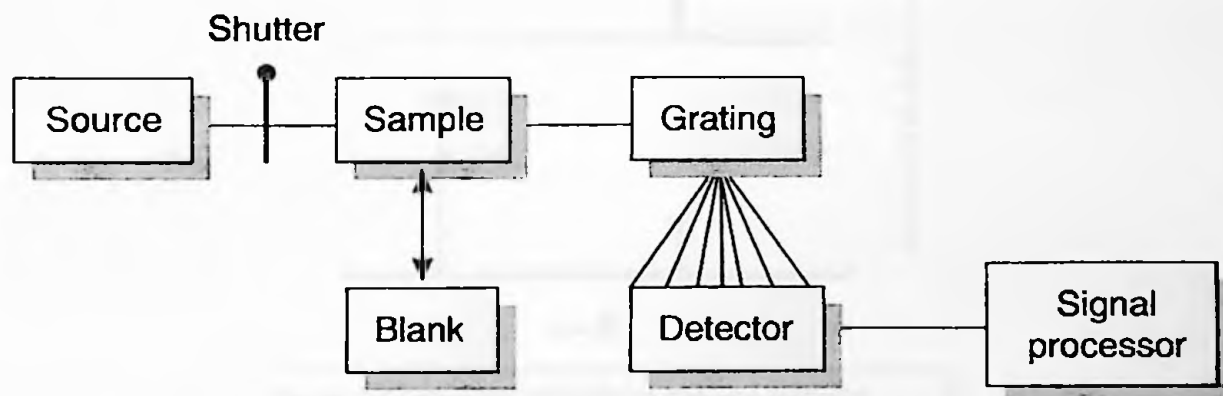 Shutter
Source
Sample
Grating
Blank
Detector
Signal
processor